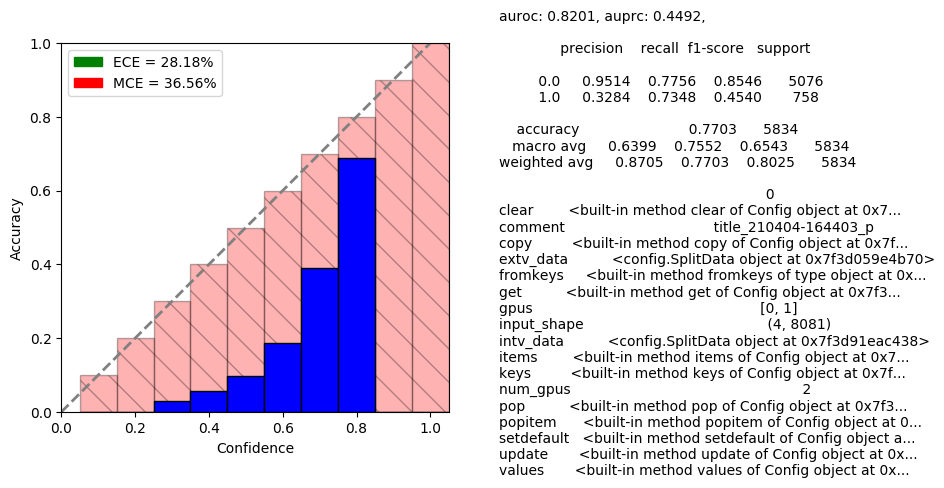 auroc: 0.8201, auprc: 0.4492,
precision recall f1-score support
0.0 0.9514 0.7756 0.8546 5076
1.0 0.3284 0.7348 0.4540 758
accuracy 0.7703 5834
macro avg 0.6399 0.7552 0.6543 5834
weighted avg 0.8705 0.7703 0.8025 5834
0
clear <built-in method clear of Config object at 0x7...
comment title_210404-164403_p
copy <built-in method copy of Config object at 0x7f...
extv_data <config.SplitData object at 0x7f3d059e4b70>
fromkeys <built-in method fromkeys of type object at 0x...
get <built-in method get of Config object at 0x7f3...
gpus [0, 1]
input_shape (4, 8081)
intv_data <config.SplitData object at 0x7f3d91eac438>
items <built-in method items of Config object at 0x7...
keys <built-in method keys of Config object at 0x7f...
num_gpus 2
pop <built-in method pop of Config object at 0x7f3...
popitem <built-in method popitem of Config object at 0...
setdefault <built-in method setdefault of Config object a...
update <built-in method update of Config object at 0x...
values <built-in method values of Config object at 0x...
ECE = 28.18%
MCE = 36.56%
Accuracy
1.0
0.8
0.6
0.4
0.2
0.0
0.0 0.2 0.4 0.6 0.8 1.0
Confidence